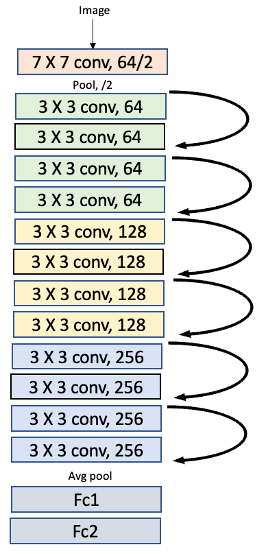 Image
7 X 7 conv, 64/2
Pool, /2
3 X 3 conv, 64
3 X 3 conv, 64
3 X 3 conv, 64
3 X 3 conv, 64
3 X 3 conv, 128
3 X 3 conv, 128
3 X 3 conv, 128
3 X 3 conv, 128
3 X 3 conv, 256
3 X 3 conv, 256
3 X 3 conv, 256
3 X 3 conv, 256
Avg pool
Fc1
Fc2